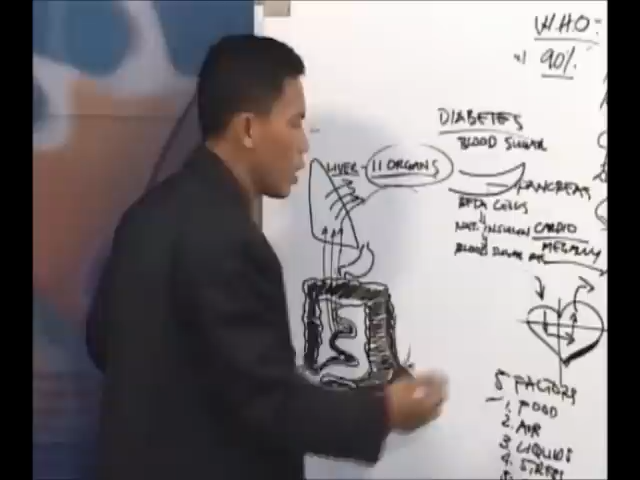 W.H.O:
90%
DIABETES
BLOOD SUGAR
LIVER - 11 ORGANS
PANCREAS
BETA CELLS
NAT. INSULIN CARDIO
BLOOD SUGAR MEGALLY
5 FACTORS
1. FOOD
2. AIR
3. LIQUIDS
4. STRESS